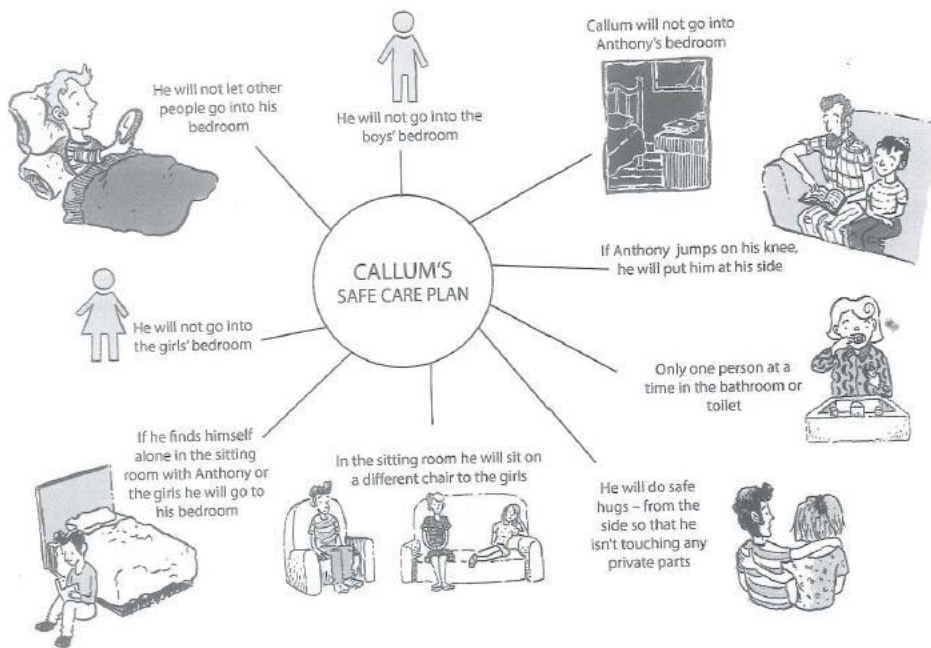 CALLUM'S
SAFE CARE PLAN
He will not let other
people go into his
bedroom
He will not go into the
boys' bedroom
Callum will not go into
Anthony's bedroom
If Anthony jumps on his knee,
he will put him at his side
Only one person at a
time in the bathroom or
toilet
He will do safe
hugs – from the
side so that he
isn't touching any
private parts
In the sitting room he will sit on
a different chair to the girls
If he finds himself
alone in the sitting
room with Anthony or
the girls he will go to
his bedroom
He will not go into
the girls' bedroom